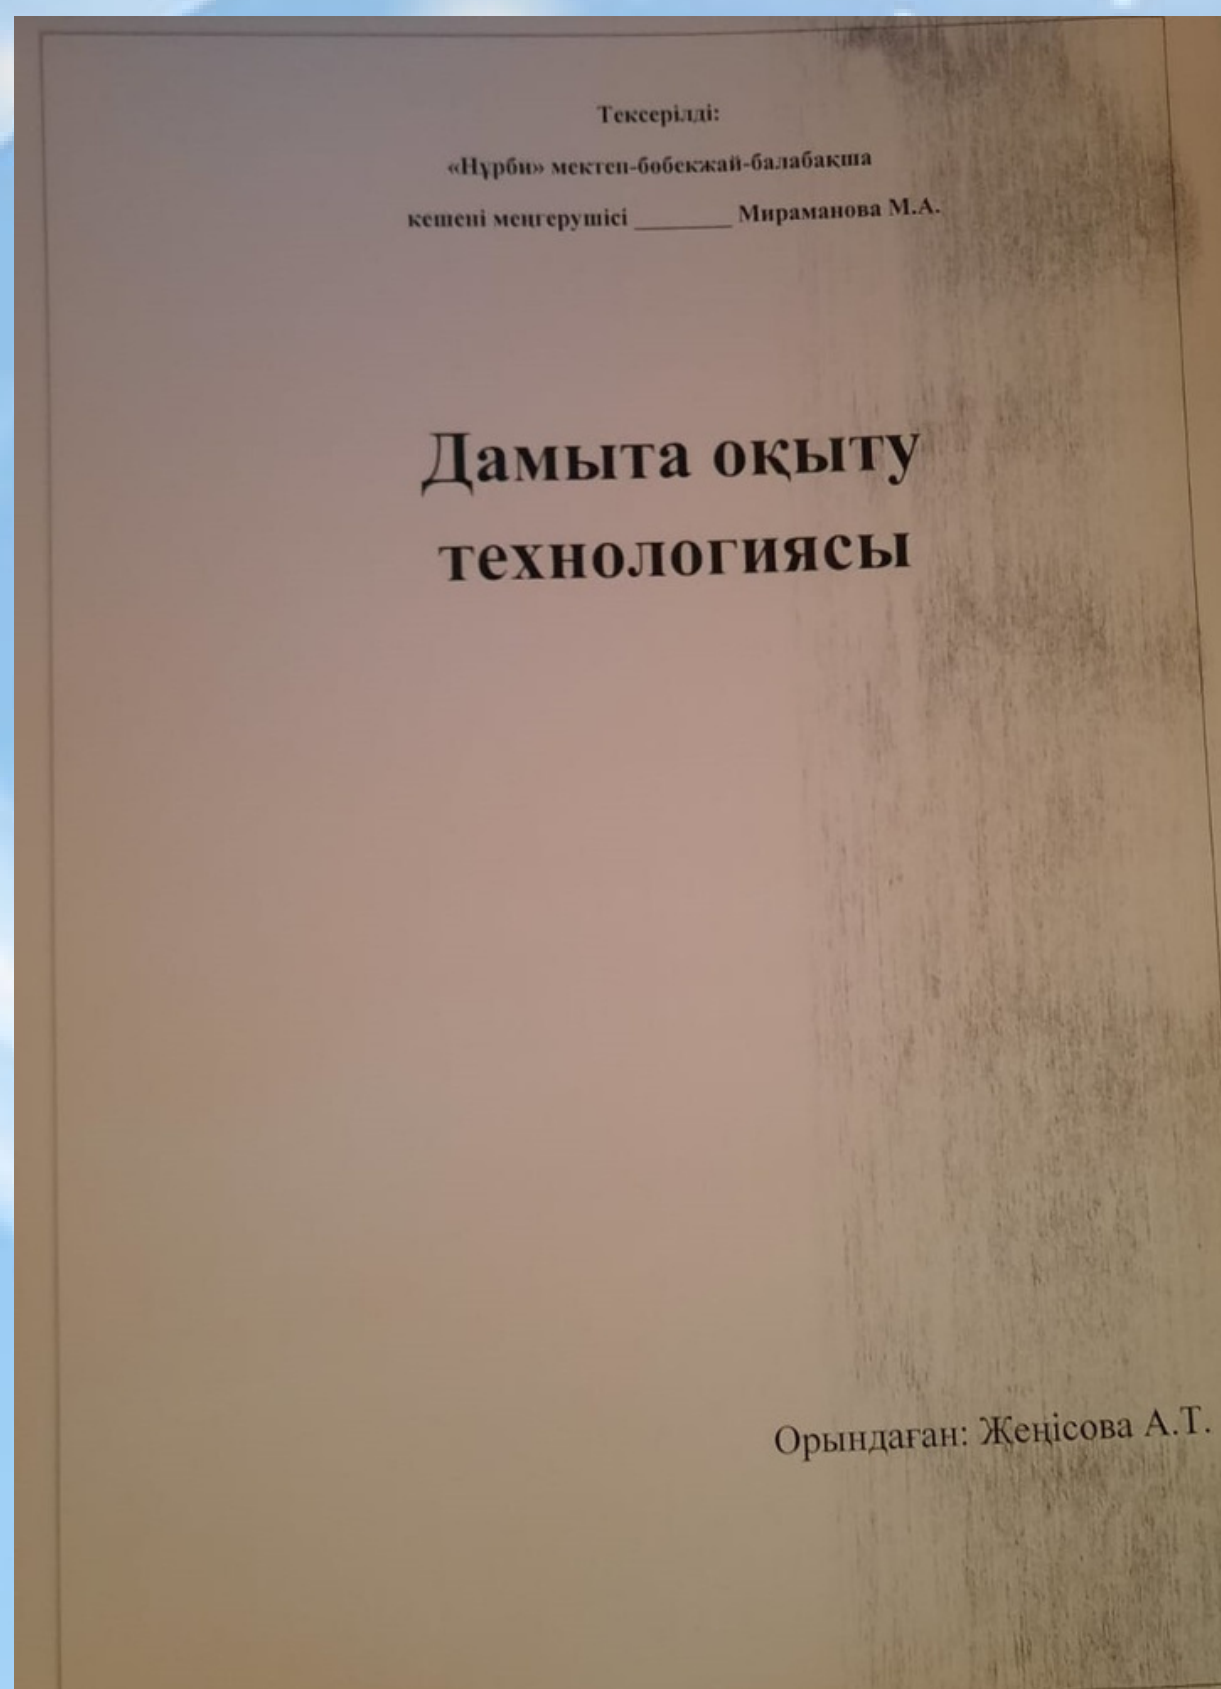 Тексерілді:
«Нұрби» мектеп-бөбекжай-балабақша
кешені меңгерушісі ________ Мираманова М.А.
Дамыта оқыту
технологиясы
Орындаған: Жеңісова А.Т.